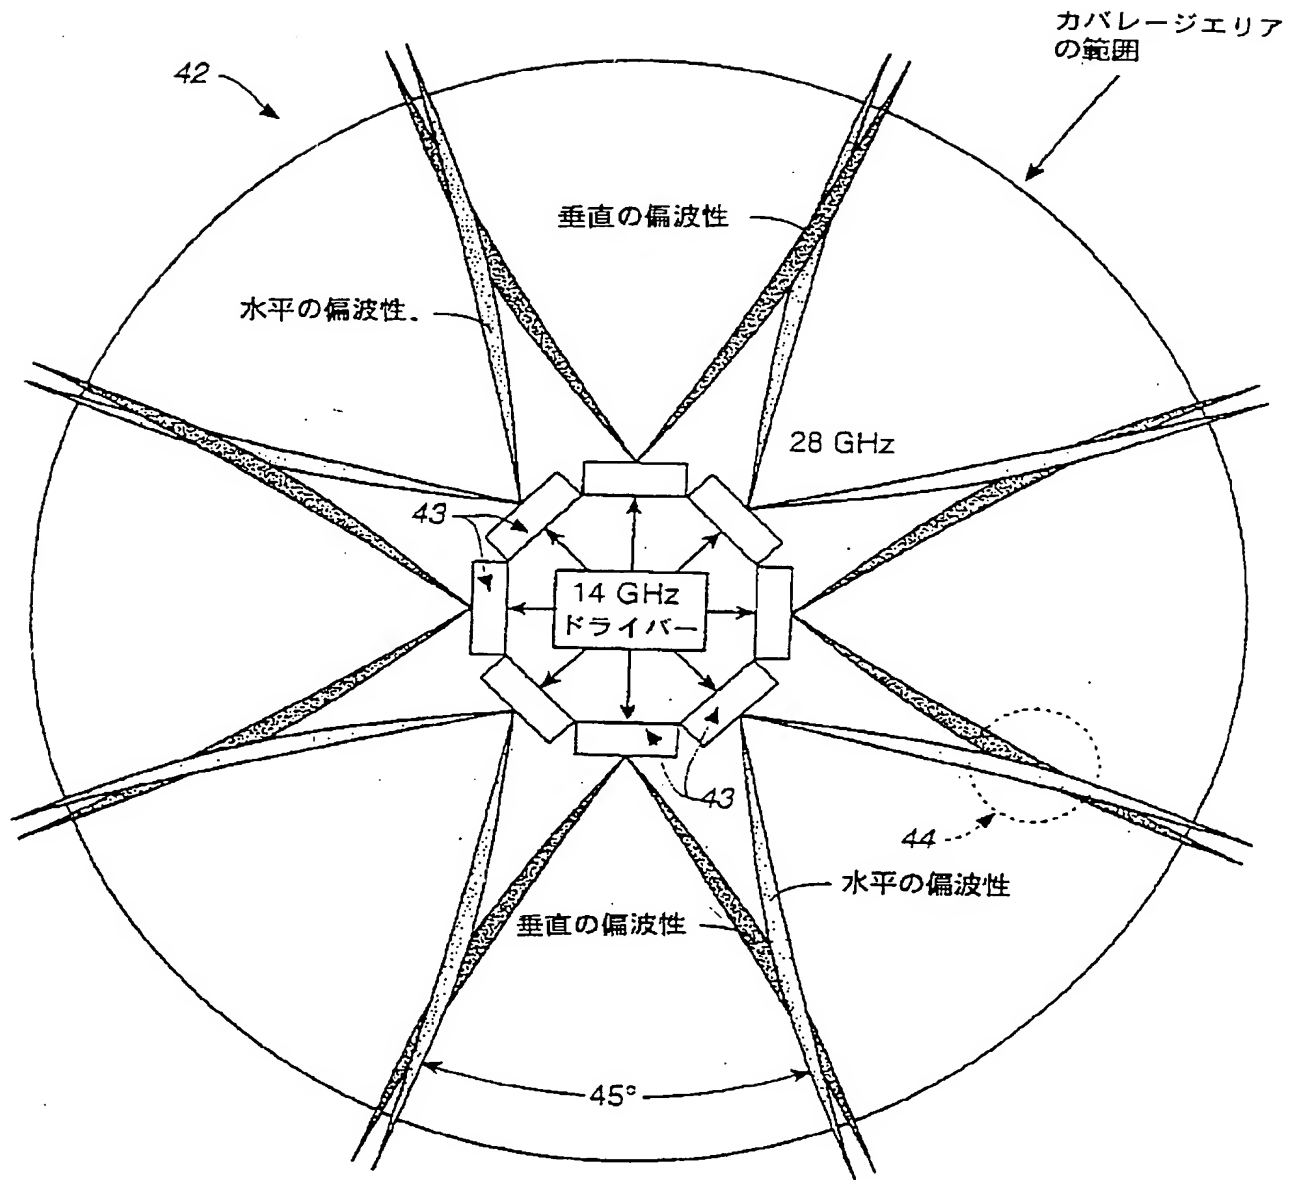 カバレージエリア
の範囲
42
垂直の偏波性
水平の偏波性.
28 GHz
43
14 GHz
ドライバー
43
44
水平の偏波性
垂直の偏波性
45°